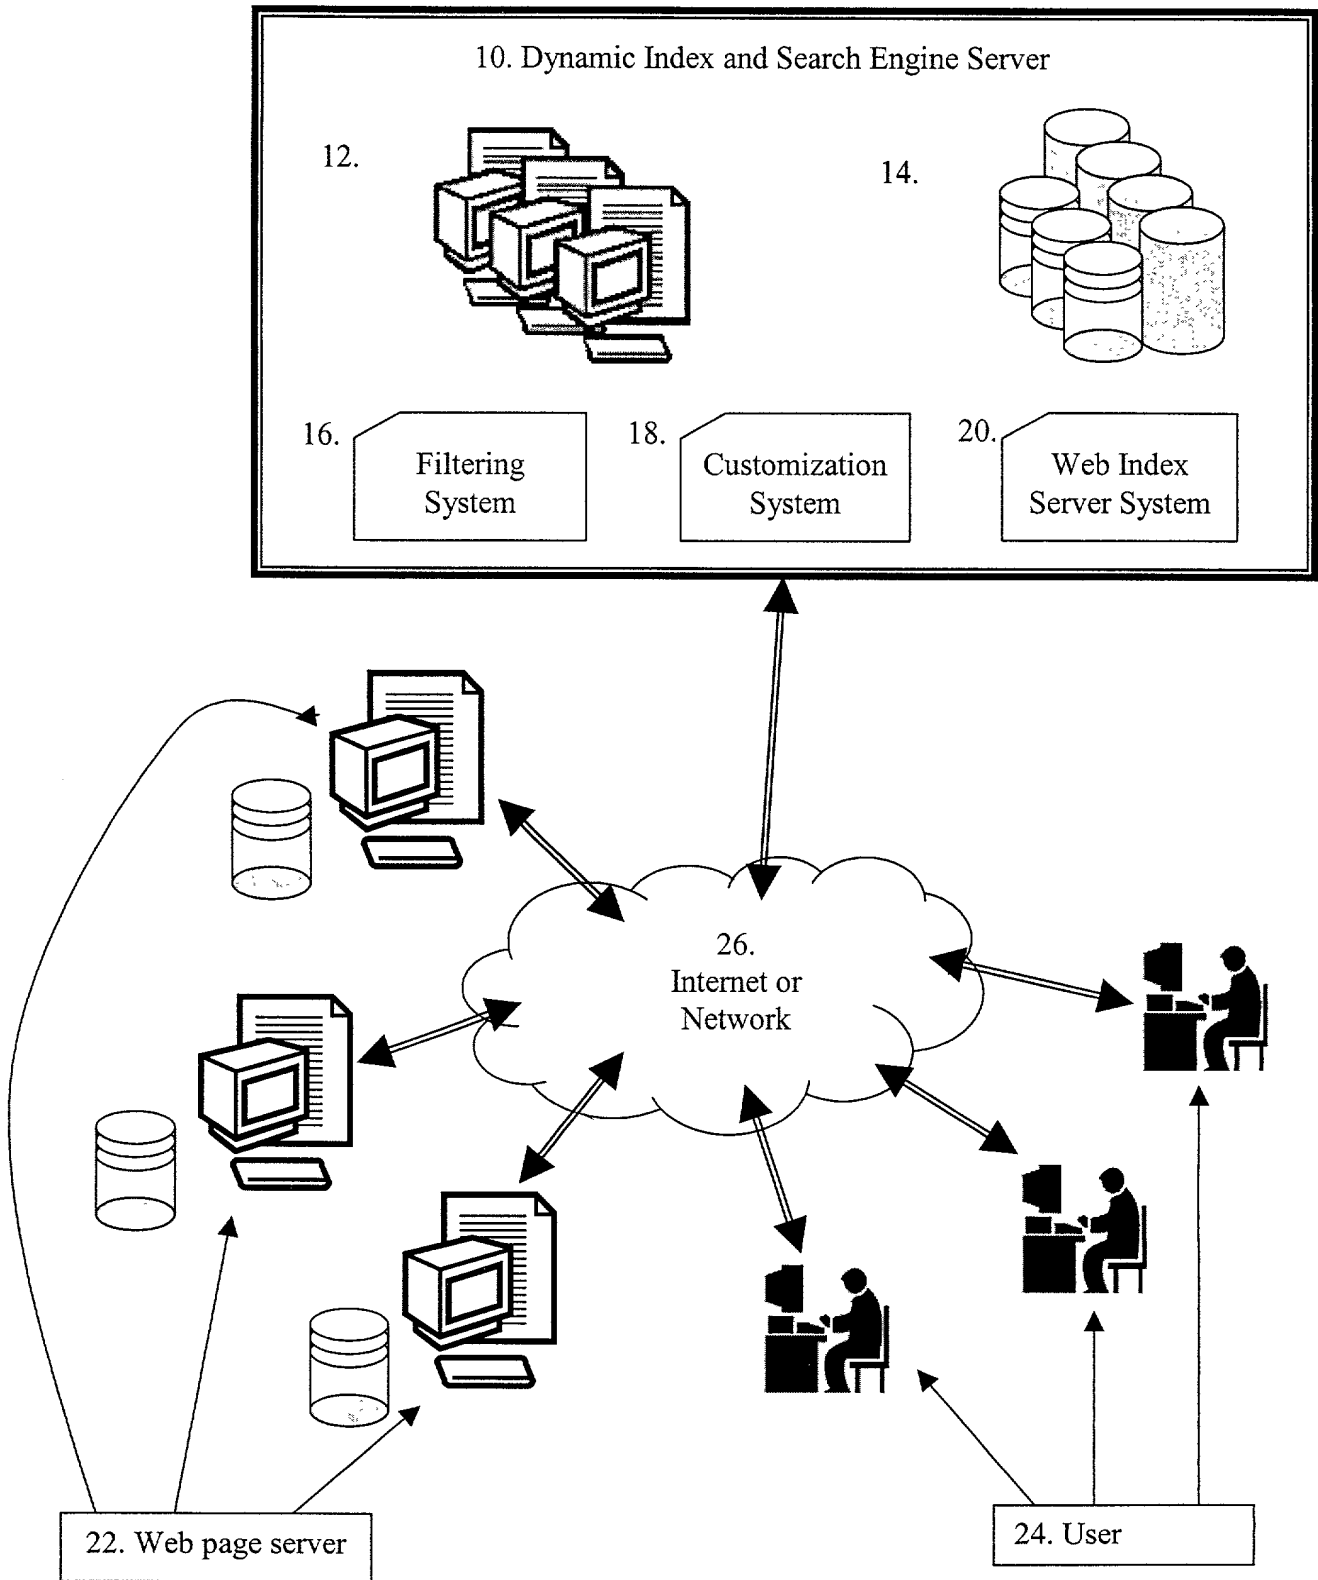 10. Dynamic Index and Search Engine Server
12.
14.
16.
Filtering
System
18.
Customization
System
20.
Web Index
Server System
26.
Internet or
Network
22. Web page server
24. User